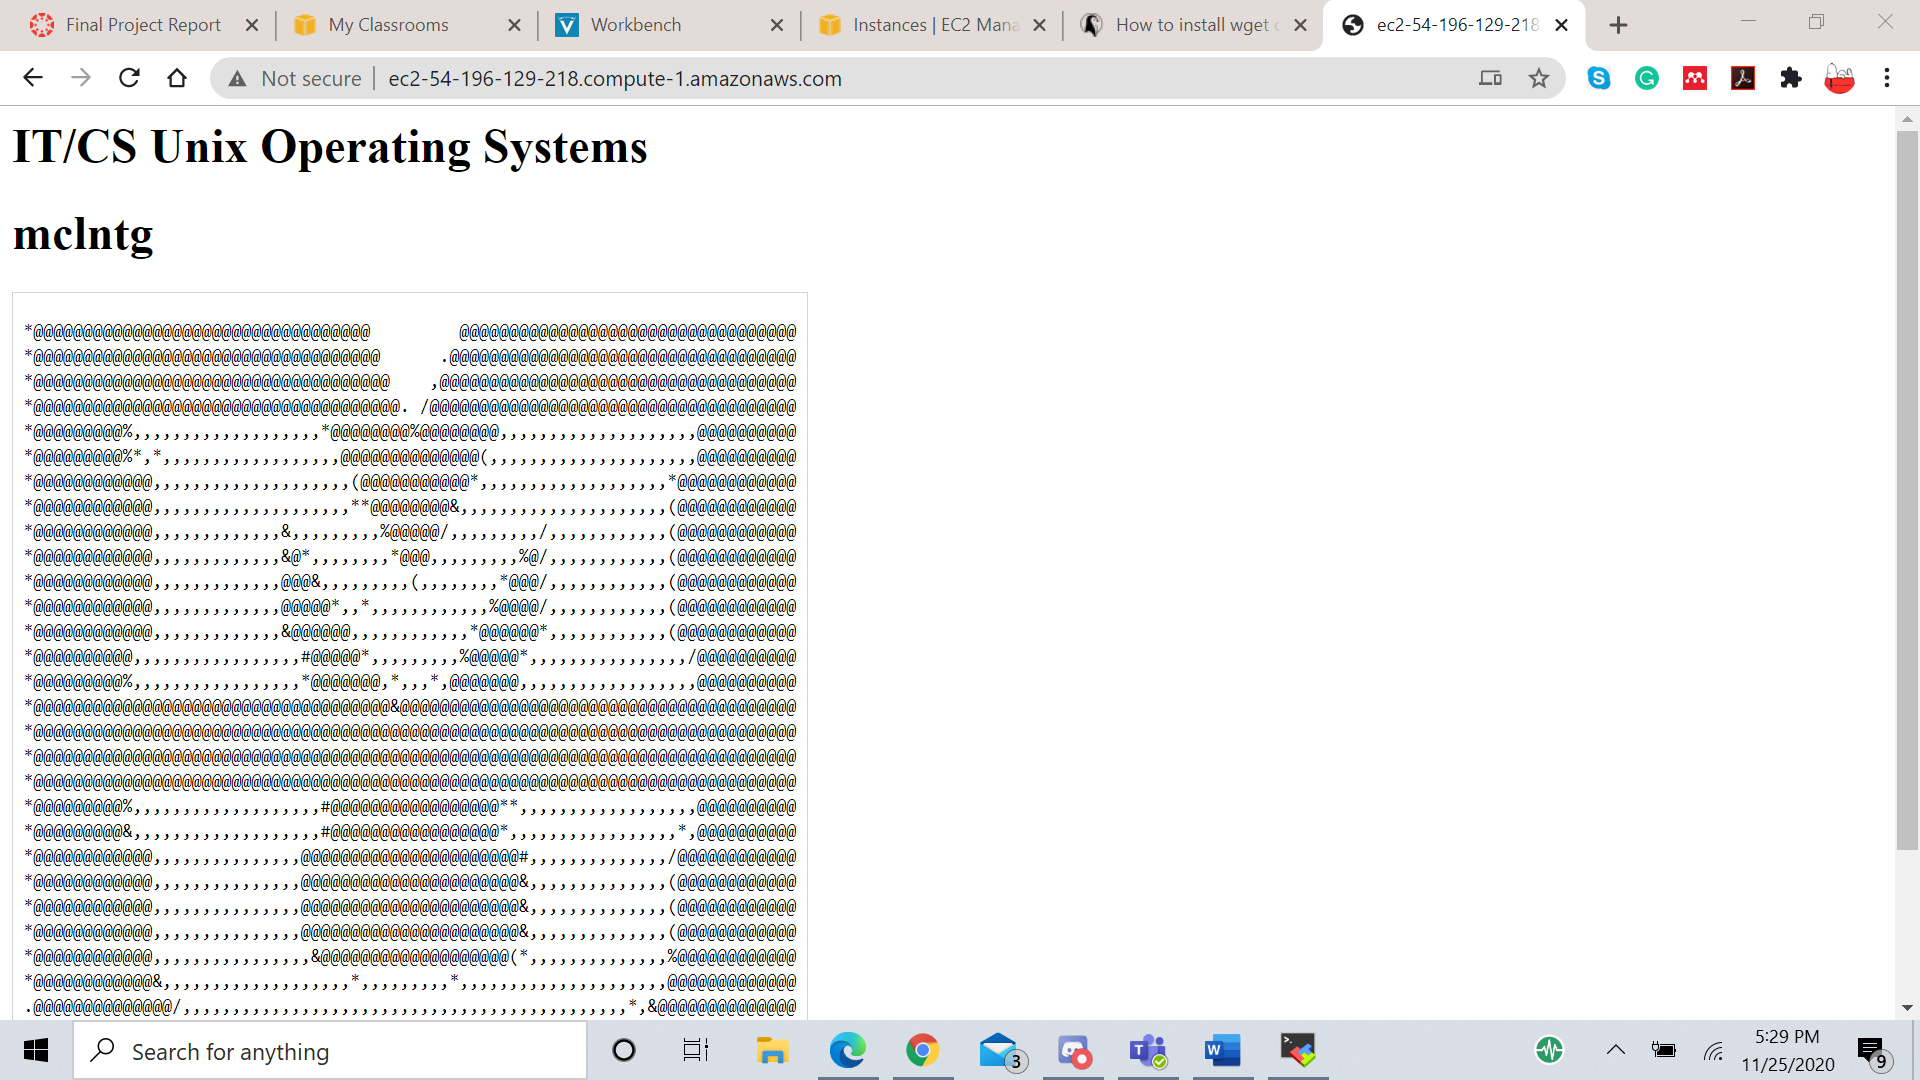 Final Project Report
My Classrooms
Workbench
Instances | EC2 Mana
How to install wget
ec2-54-196-129-218
Not secure
ec2-54-196-129-218.compute-1.amazonaws.com
IT/CS Unix Operating Systems
mclntg
Search for anything
3
5:29 PM
11/25/2020
9